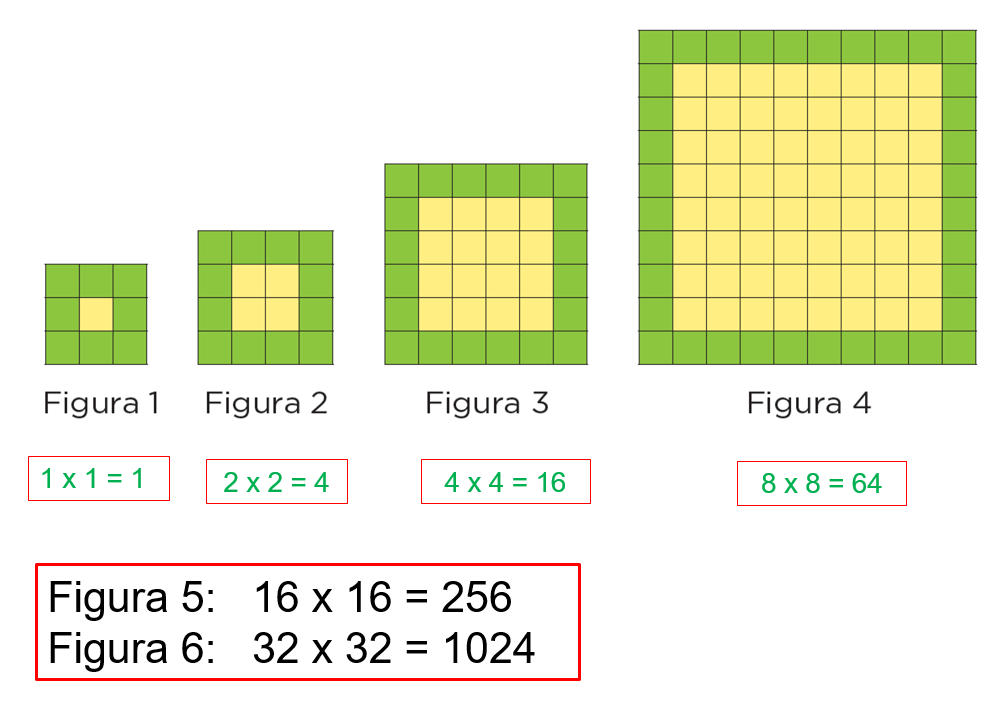 Figura 1
Figura 2
Figura 3
Figura 4
1 x 1 = 1
2 x 2 = 4
4 x 4 = 16
8 x 8 = 64
Figura 5: 16 x 16 = 256
Figura 6: 32 x 32 = 1024